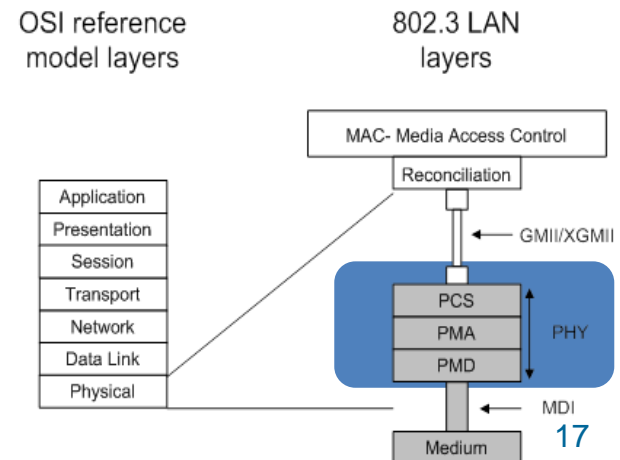 OSI reference
model layers
802.3 LAN
layers
MAC- Media Access Control
Reconciliation
GMII/XGMII
Application
Presentation
Session
Transport
Network
Data Link
Physical
PCS
PMA
PMD
PHY
MDI
Medium
17